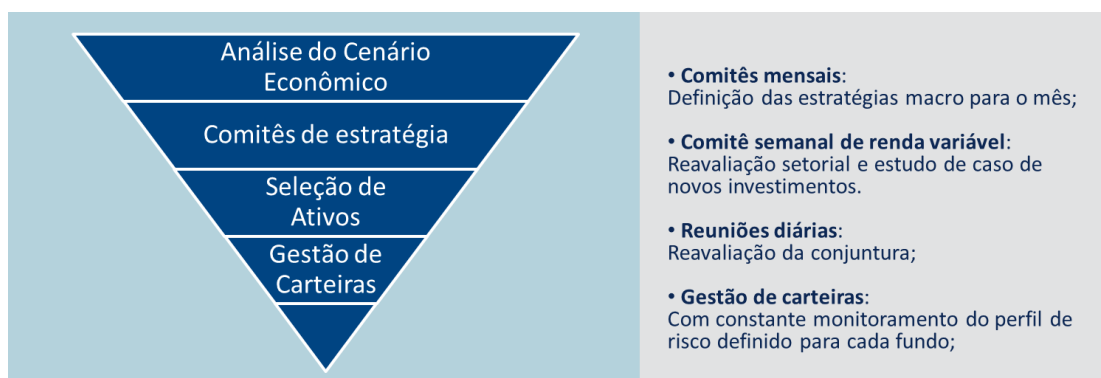 Análise do Cenário
Econômico
Comitês de estratégia
Seleção de
Ativos
Gestão de
Carteiras
• Comitês mensais:
Definição das estratégias macro para o mês;
• Comitê semanal de renda variável:
Reavaliação setorial e estudo de caso de
novos investimentos.
• Reuniões diárias:
Reavaliação da conjuntura;
• Gestão de carteiras:
Com constante monitoramento do perfil de
risco definido para cada fundo;